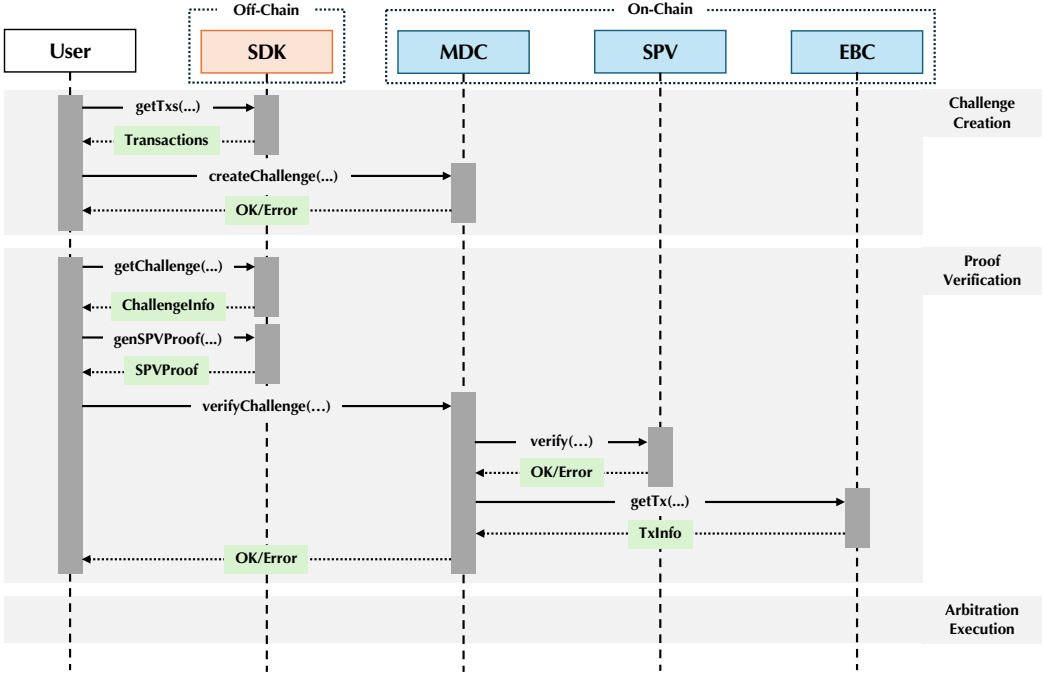 Off-Chain
On-Chain
User
SDK
MDC
SPV
EBC
Challenge
Creation
getTxs(...)
Transactions
createChallenge(...)
OK/Error
Proof
Verification
getChallenge(...)
ChallengeInfo
genSPVProof(...)
SPVProof
verifyChallenge(...)
verify(...)
OK/Error
getTx(...)
TxInfo
OK/Error
Arbitration
Execution